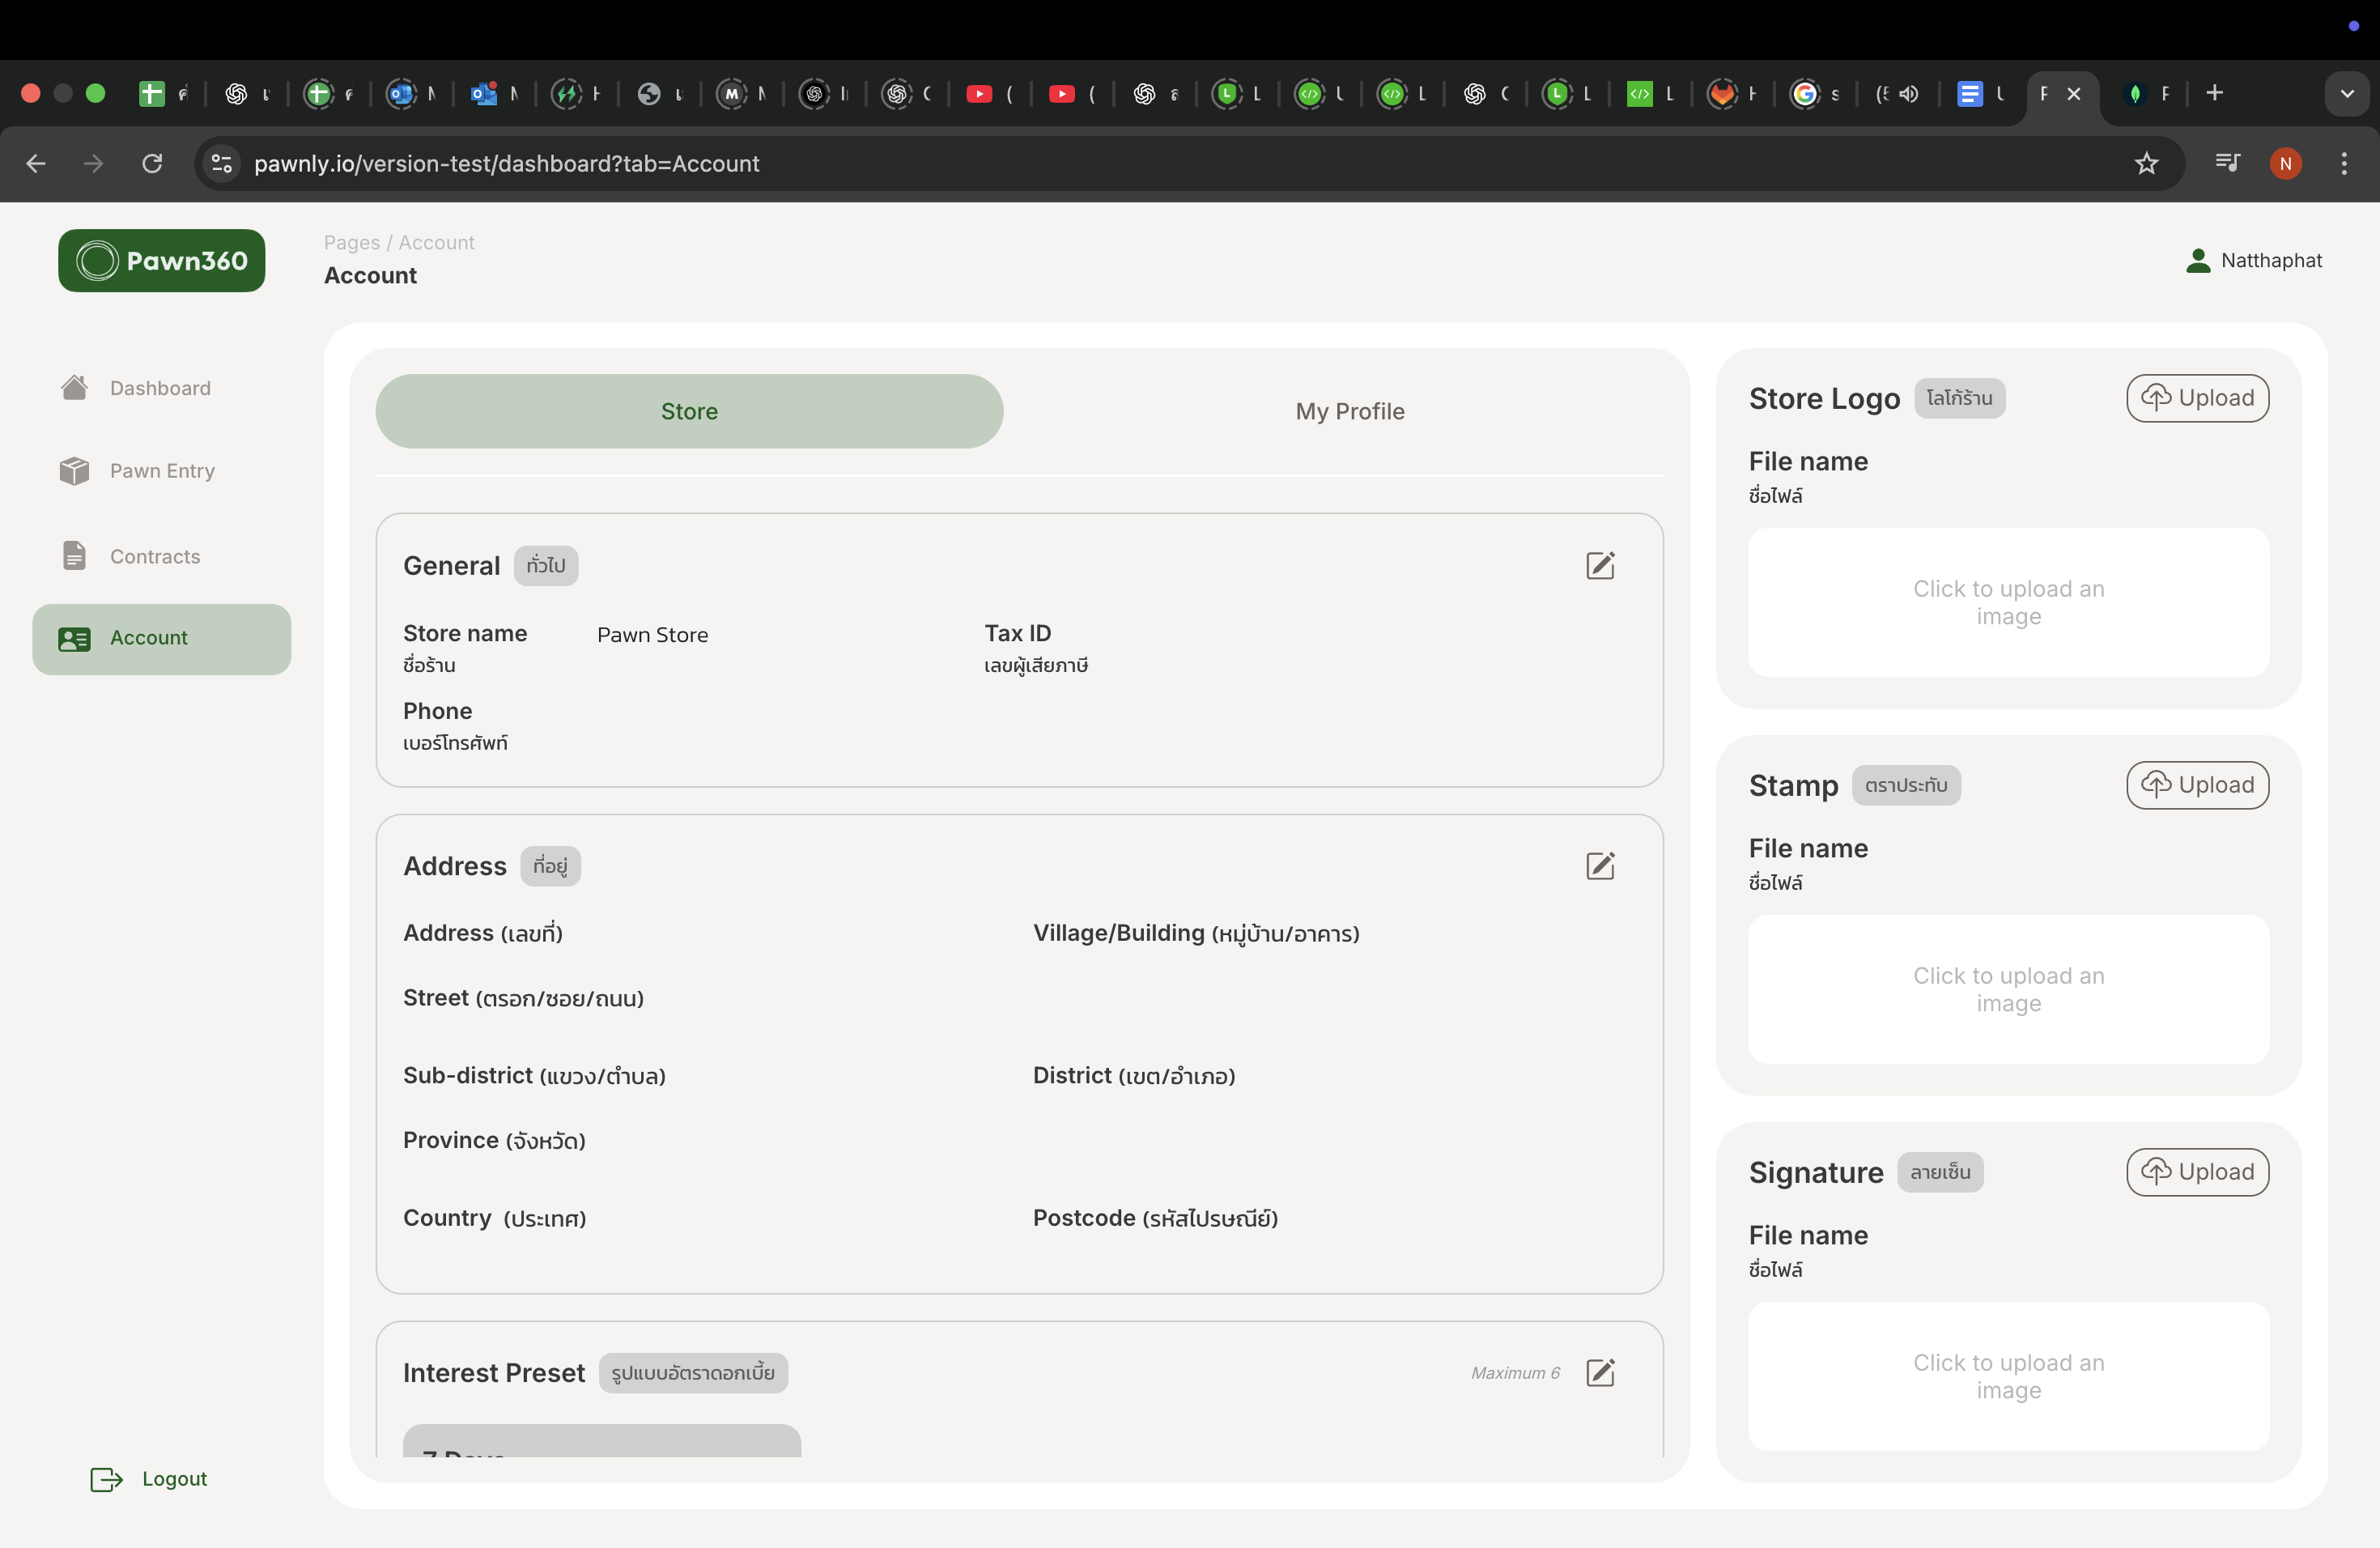 pawnly.io/version-test/dashboard?tab=Account
N
Pawn360
Pages / Account
Account
Natthaphat
Dashboard
Pawn Entry
Contracts
Account
Logout
Store
My Profile
General ทั่วไป
Store name
Pawn Store
Tax ID
ชื่อร้าน
เลขผู้เสียภาษี
Phone
เบอร์โทรศัพท์
Address ที่อยู่
Address (เลขที่)
Village/Building (หมู่บ้าน/อาคาร)
Street (ตรอก/ซอย/ถนน)
Sub-district (แขวง/ตำบล)
District (เขต/อำเภอ)
Province (จังหวัด)
Country (ประเทศ)
Postcode (รหัสไปรษณีย์)
Interest Preset รูปแบบอัตราดอกเบี้ย
Maximum 6
Store Logo โลโก้ร้าน
Upload
File name
ชื่อไฟล์
Click to upload an
image
Stamp ตราประทับ
Upload
File name
ชื่อไฟล์
Click to upload an
image
Signature ลายเซ็น
Upload
File name
ชื่อไฟล์
Click to upload an
image